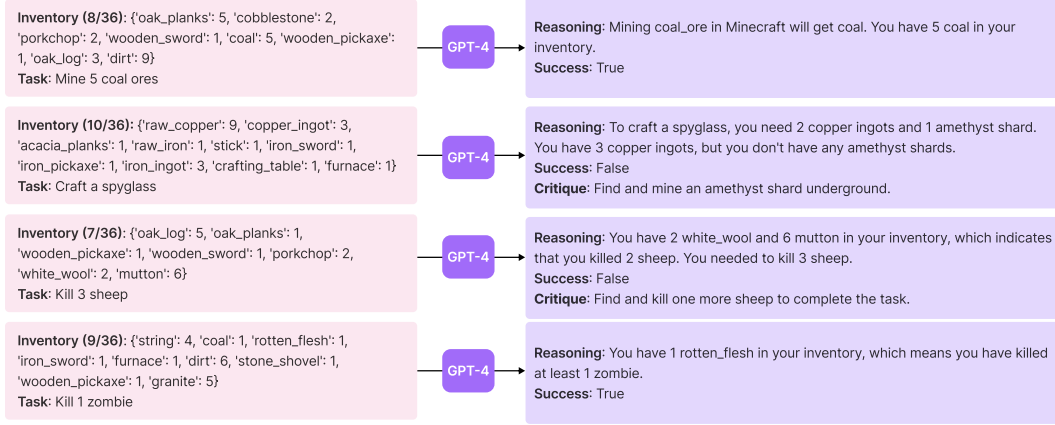 Inventory (8/36): {'oak_planks': 5, 'cobblestone': 2,
'porkchop': 2, 'wooden_sword': 1, 'coal': 5, 'wooden_pickaxe':
1, 'oak_log': 3, 'dirt': 9}
Task: Mine 5 coal ores
GPT-4
Reasoning: Mining coal_ore in Minecraft will get coal. You have 5 coal in your
inventory.
Success: True
Inventory (10/36): {'raw_copper': 9, 'copper_ingot': 3,
'acacia_planks': 1, 'raw_iron': 1, 'stick': 1, 'iron_sword': 1,
'iron_pickaxe': 1, 'iron_ingot': 3, 'crafting_table': 1, 'furnace': 1}
Task: Craft a spyglass
GPT-4
Reasoning: To craft a spyglass, you need 2 copper ingots and 1 amethyst shard.
You have 3 copper ingots, but you don't have any amethyst shards.
Success: False
Critique: Find and mine an amethyst shard underground.
Inventory (7/36): {'oak_log': 5, 'oak_planks': 1,
'wooden_pickaxe': 1, 'wooden_sword': 1, 'porkchop': 2,
'white_wool': 2, 'mutton': 6}
Task: Kill 3 sheep
GPT-4
Reasoning: You have 2 white_wool and 6 mutton in your inventory, which indicates
that you killed 2 sheep. You needed to kill 3 sheep.
Success: False
Critique: Find and kill one more sheep to complete the task.
Inventory (9/36): {'string': 4, 'coal': 1, 'rotten_flesh': 1,
'iron_sword': 1, 'furnace': 1, 'dirt': 6, 'stone_shovel': 1,
'wooden_pickaxe': 1, 'granite': 5}
Task: Kill 1 zombie
GPT-4
Reasoning: You have 1 rotten_flesh in your inventory, which means you have killed
at least 1 zombie.
Success: True